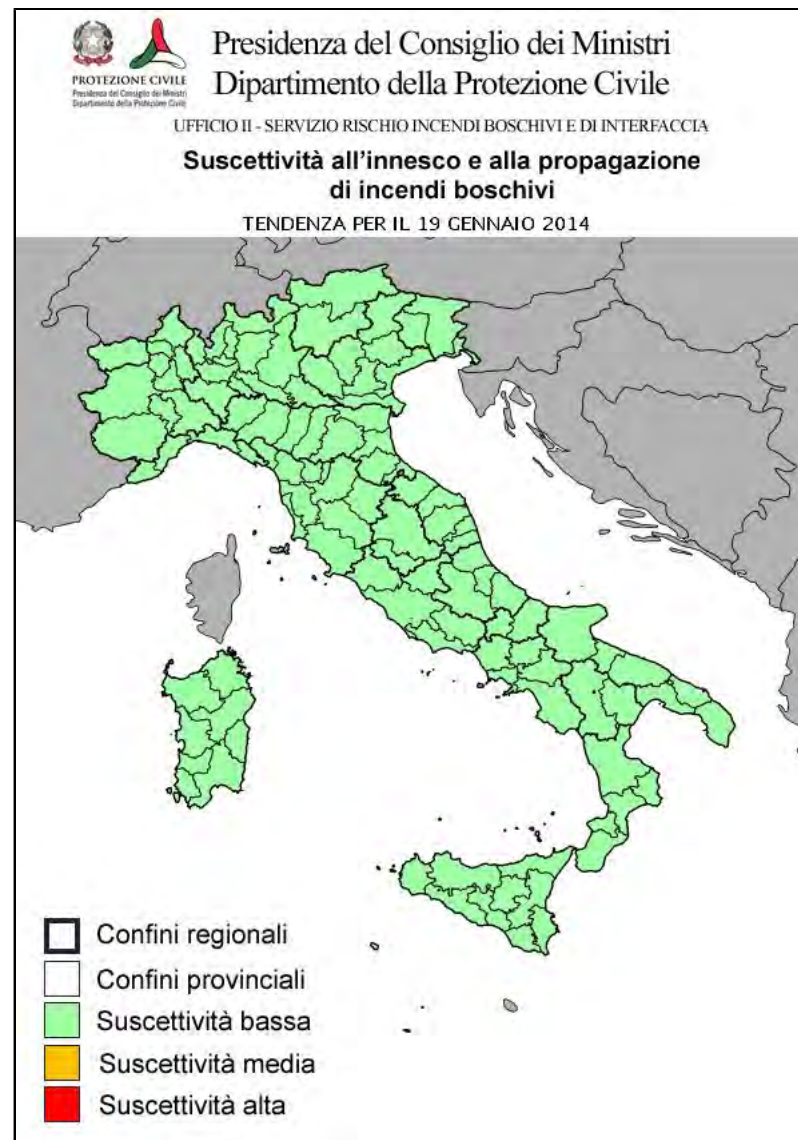 PROTEZIONE CIVILE
Presidenza del Consiglio dei Ministri
Dipartimento della Protezione Civile
Presidenza del Consiglio dei Ministri
Dipartimento della Protezione Civile
UFFICIO II - SERVIZIO RISCHIO INCENDI BOSCHIVI E DI INTERFACCIA
Suscettività all'innesco e alla propagazione
di incendi boschivi
TENDENZA PER IL 19 GENNAIO 2014
Confini regionali
Confini provinciali
Suscettività bassa
Suscettività media
Suscettività alta